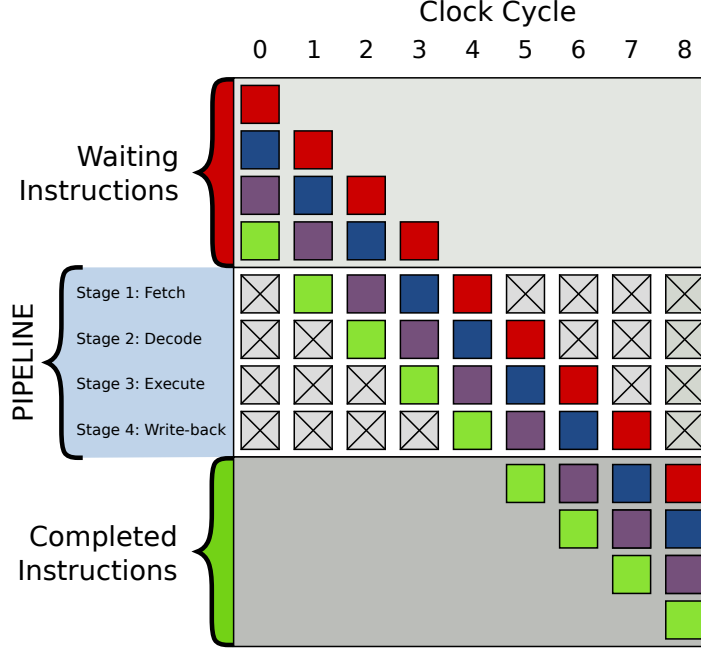 Clock Cycle
0 1 2 3 4 5 6 7 8
Waiting
Instructions
PIPELINE
Stage 1: Fetch
Stage 2: Decode
Stage 3: Execute
Stage 4: Write-back
Completed
Instructions